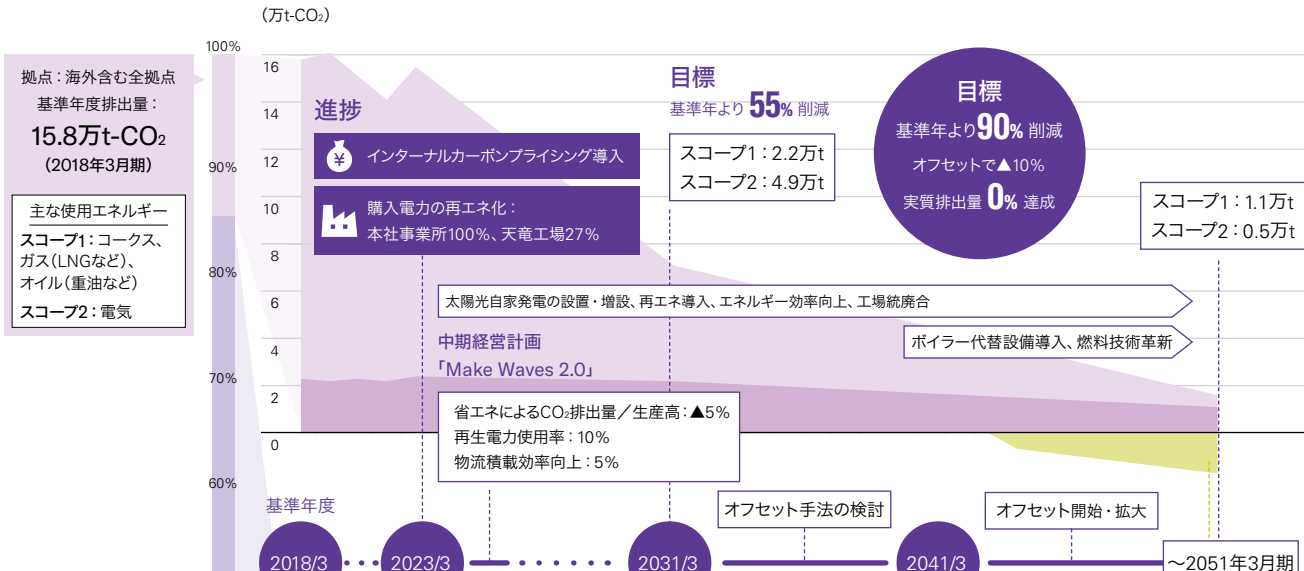 (万t-CO₂)
100%
90%
80%
70%
60%
拠点：海外含む全拠点
基準年度排出量：
15.8万t-CO₂
(2018年3月期)
主な使用エネルギー
スコープ1：コークス、
ガス(LNGなど)、
オイル(重油など)
スコープ2：電気
16
14
12
10
8
6
4
2
0
進捗
インターナルカーボンプライシング導入
購入電力の再エネ化：
本社事業所100%、天竜工場27%
目標
基準年より55%削減
スコープ1：2.2万t
スコープ2：4.9万t
目標
基準年より90%削減
オフセットで▲10%
実質排出量0%達成
スコープ1：1.1万t
スコープ2：0.5万t
太陽光自家発電の設置・増設、再エネ導入、エネルギー効率向上、工場統廃合
ボイラー代替設備導入、燃料技術革新
中期経営計画
「Make Waves 2.0」
省エネによるCO₂排出量／生産高：▲5%
再生電力使用率：10%
物流積載効率向上：5%
オフセット手法の検討
オフセット開始・拡大
基準年度
2018/3
2023/3
2031/3
2041/3
～2051年3月期